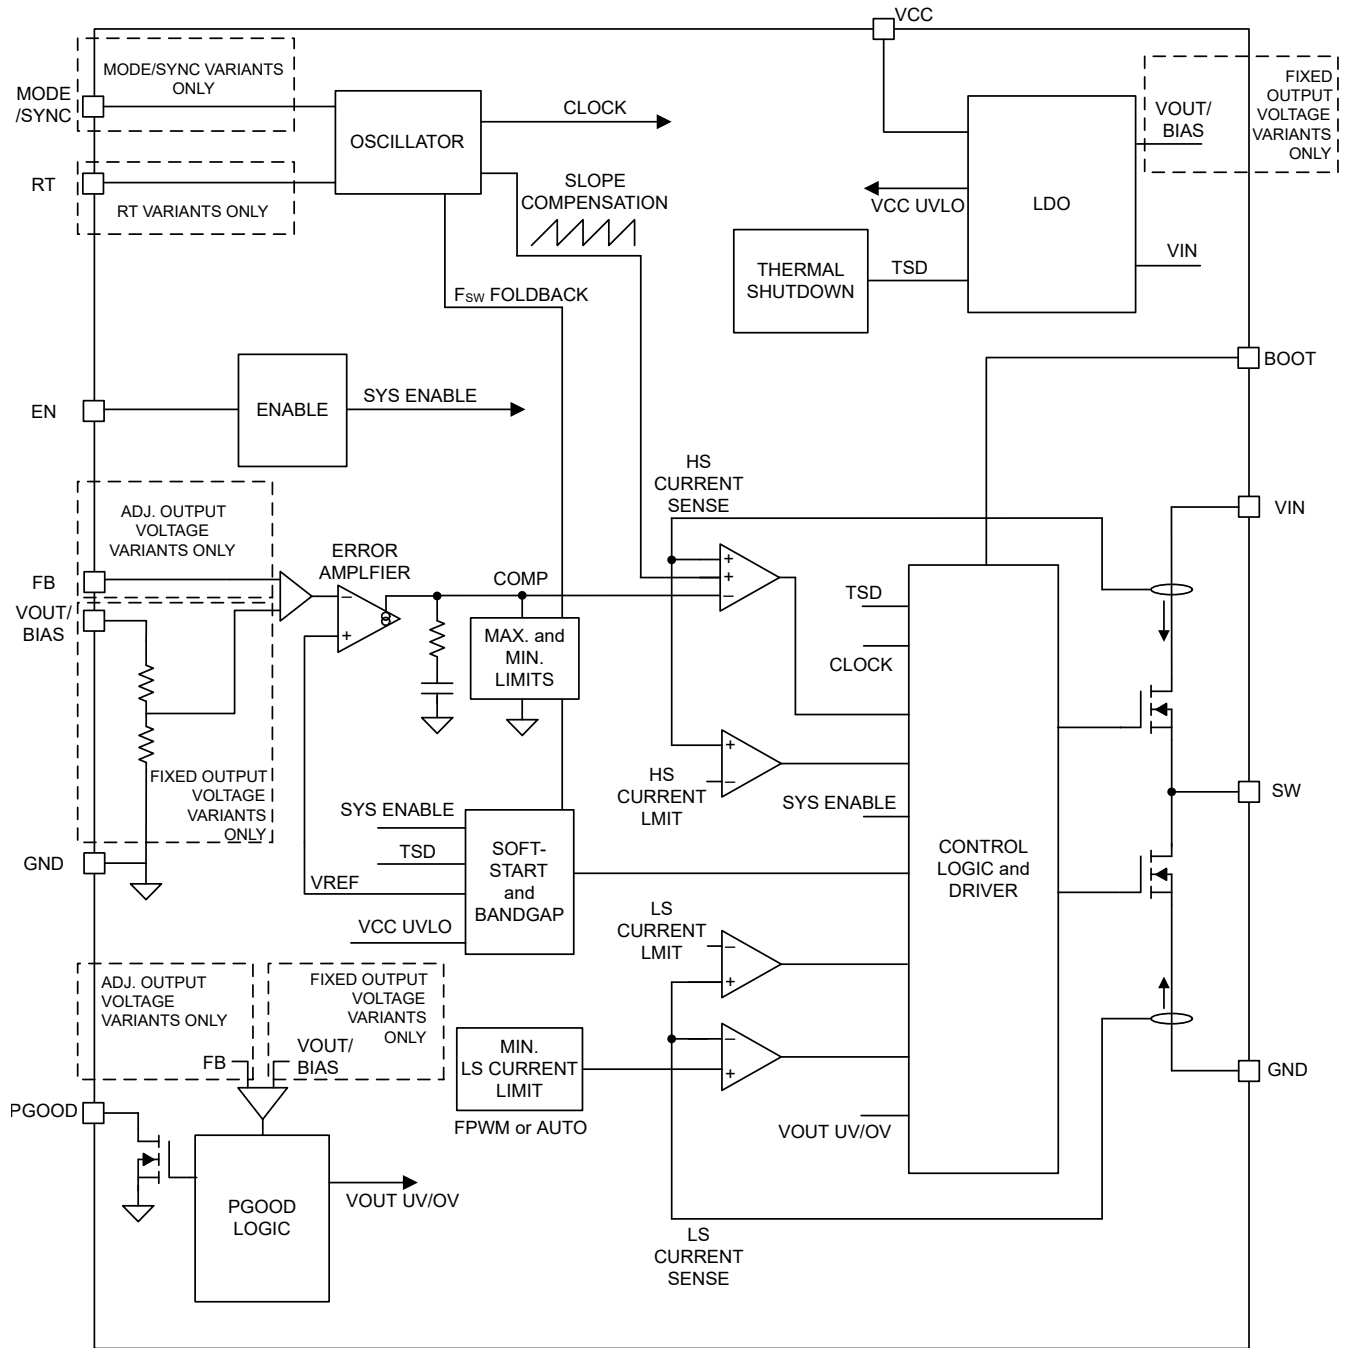 VCC
MODE/SYNC VARIANTS
ONLY
MODE
/SYNC
OSCILLATOR
CLOCK
FIXED
OUTPUT
VOLTAGE
VARIANTS
ONLY
VOUT/
BIAS
RT
RT VARIANTS ONLY
SLOPE
COMPENSATION
VCC UVLO
LDO
THERMAL
SHUTDOWN
TSD
VIN
FSW FOLDBACK
BOOT
EN
ENABLE
SYS ENABLE
HS
CURRENT
SENSE
VIN
ADJ. OUTPUT
VOLTAGE
VARIANTS ONLY
FB
ERROR
AMPLFIER
COMP
+
+
−
−
+
VOUT/
BIAS
MAX. and
MIN.
LIMITS
TSD
CLOCK
FIXED OUTPUT
VOLTAGE
VARIANTS
ONLY
+
−
HS
CURRENT
LMIT
SYS ENABLE
SW
SYS ENABLE
TSD
VREF
VCC UVLO
SOFT-
START
and
BANDGAP
CONTROL
LOGIC and
DRIVER
GND
LS
CURRENT
LMIT
−
+
ADJ. OUTPUT
VOLTAGE
VARIANTS ONLY
FIXED OUTPUT
VOLTAGE
VARIANTS
ONLY
FB
VOUT/
BIAS
MIN.
LS CURRENT
LIMIT
−
+
FPWM or AUTO
VOUT UV/OV
GND
PGOOD
PGOOD
LOGIC
VOUT UV/OV
LS
CURRENT
SENSE